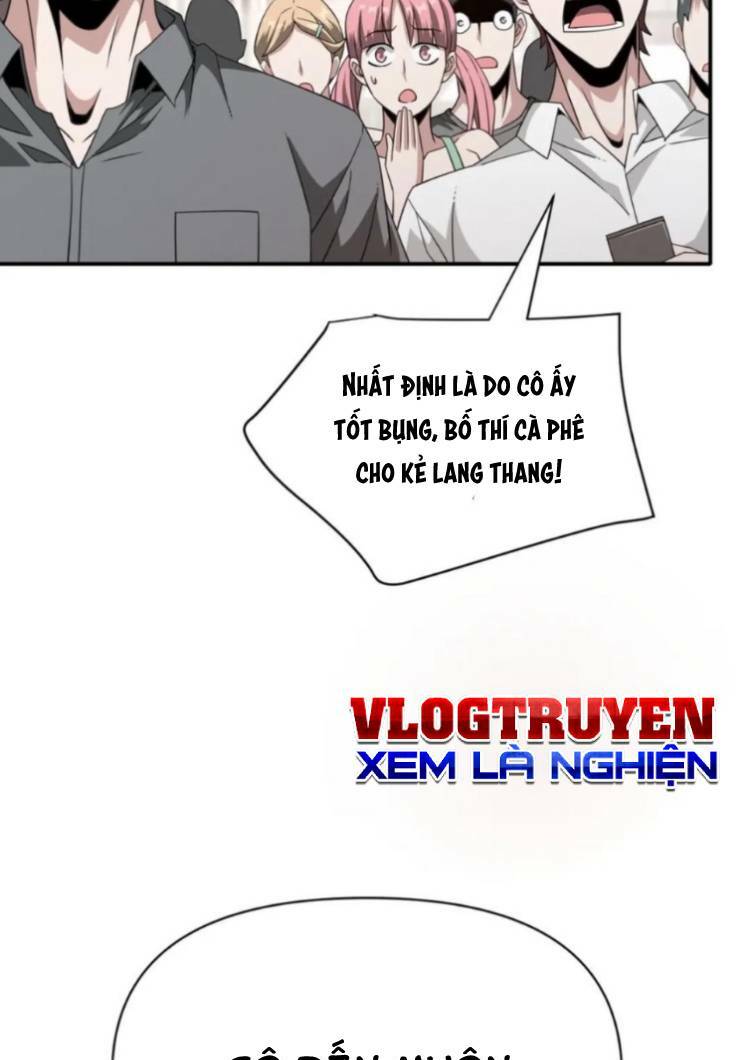 NHẤT ĐỊNH LÀ DO CÔ ẤY
TỐT BỤNG, BỐ THÍ CÀ PHÊ
CHO KẺ LANG THANG!
VLOGTRUYEN
XEM LÀ NGHIỆN